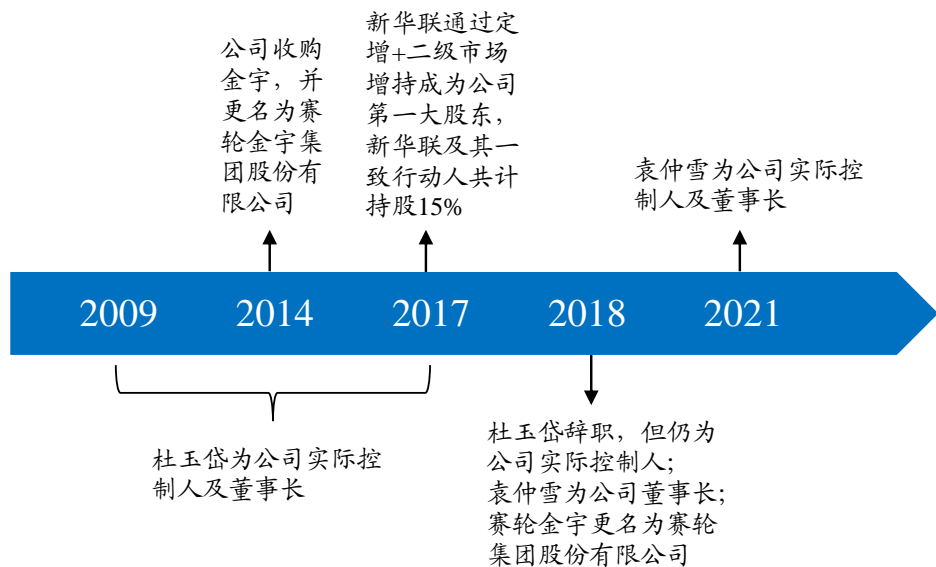 公司收购
金宇，并
更名为赛
轮金宇集
团股份有
限公司
新华联通过定
增+二级市场
增持成为公司
第一大股东，
新华联及其一
致行动人共计
持股15%
袁仲雪为公司实际控
制人及董事长
2009
2014
2017
2018
2021
杜玉岱为公司实际控
制人及董事长
杜玉岱辞职，但仍为
公司实际控制人；
袁仲雪为公司董事长；
赛轮金宇更名为赛轮
集团股份有限公司